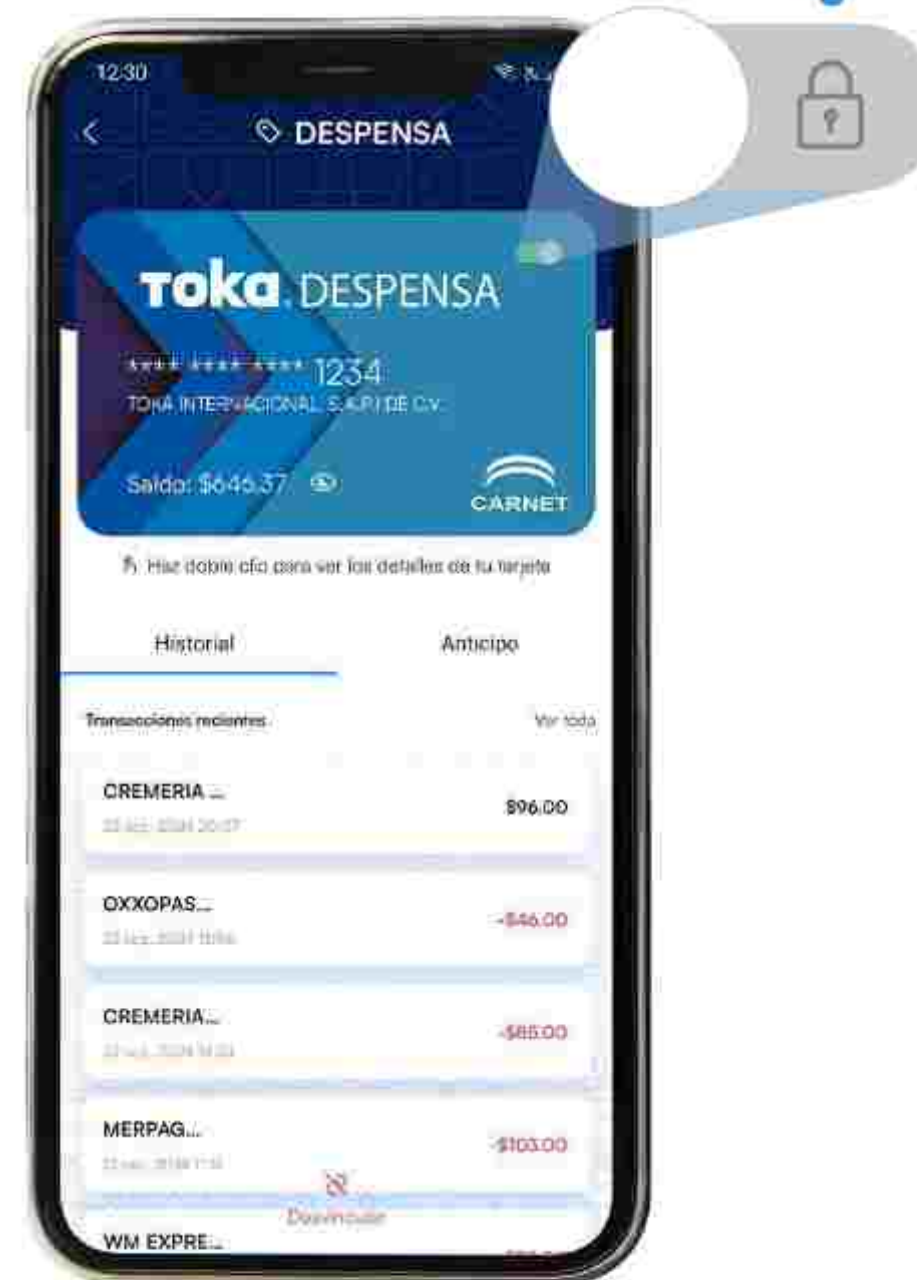 12:30
DESPENSA
TOKA DESPENSA
**** **** **** 1234
TOKA INTERNACIONAL, S.A.P.I DE C.V.
Saldo: $646.37
CARNET
Haz doble clic para ver los detalles de tu tarjeta
Historial Anticipo
Transacciones recientes Ver todo
CREMERIA ... $96.00
OXXOPAS... -$46.00
CREMERIA... -$85.00
MERPAG... -$103.00
Desvincular
WM EXPRE...